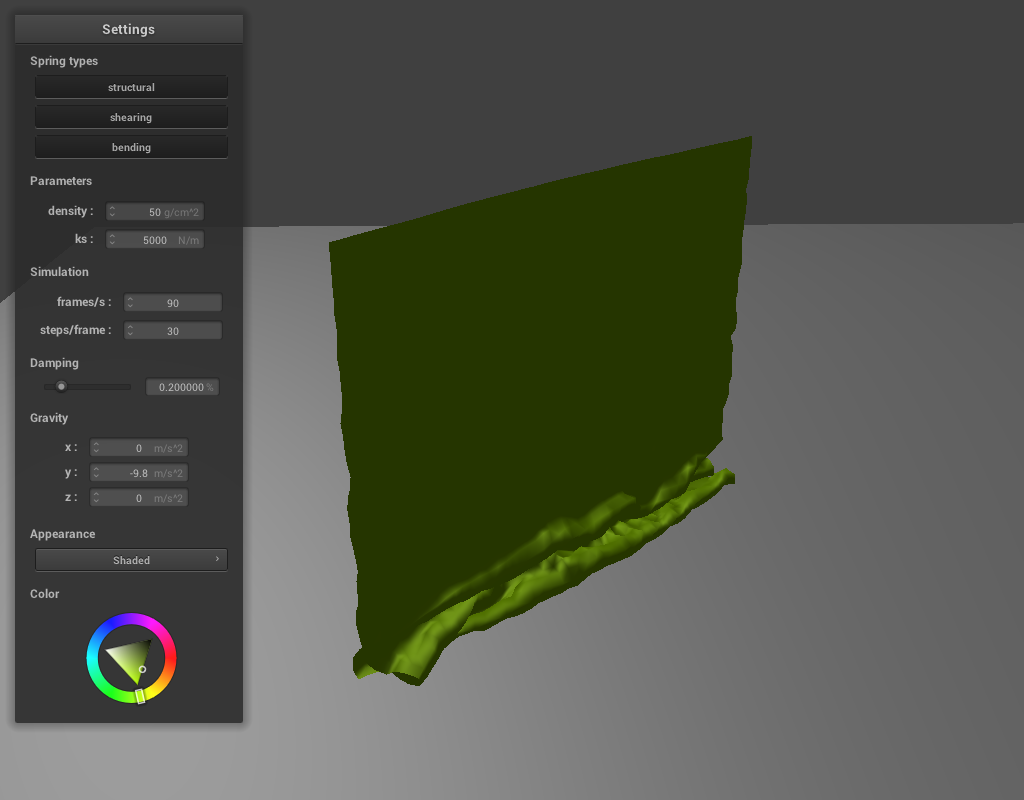 Settings
Spring types
structural
shearing
bending
Parameters
density : 50 g/cm^2
ks : 5000 N/m
Simulation
frames/s : 90
steps/frame : 30
Damping
0.200000 %
Gravity
x : 0 m/s^2
y : -9.8 m/s^2
z : 0 m/s^2
Appearance
Shaded
Color